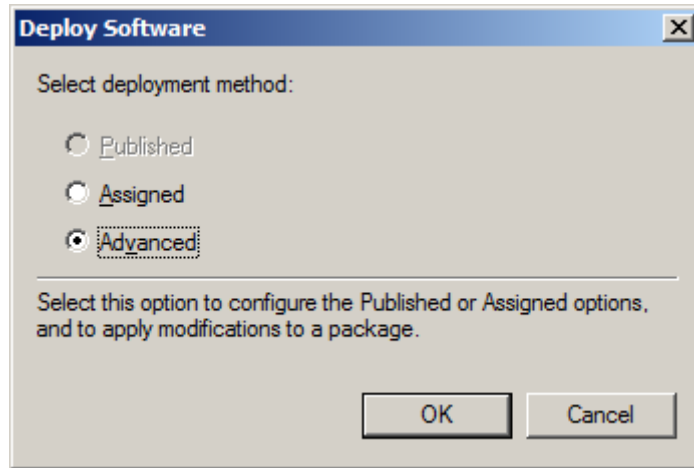 Deploy Software
Select deployment method:
Published
Assigned
Advanced
Select this option to configure the Published or Assigned options,
and to apply modifications to a package.
OK Cancel